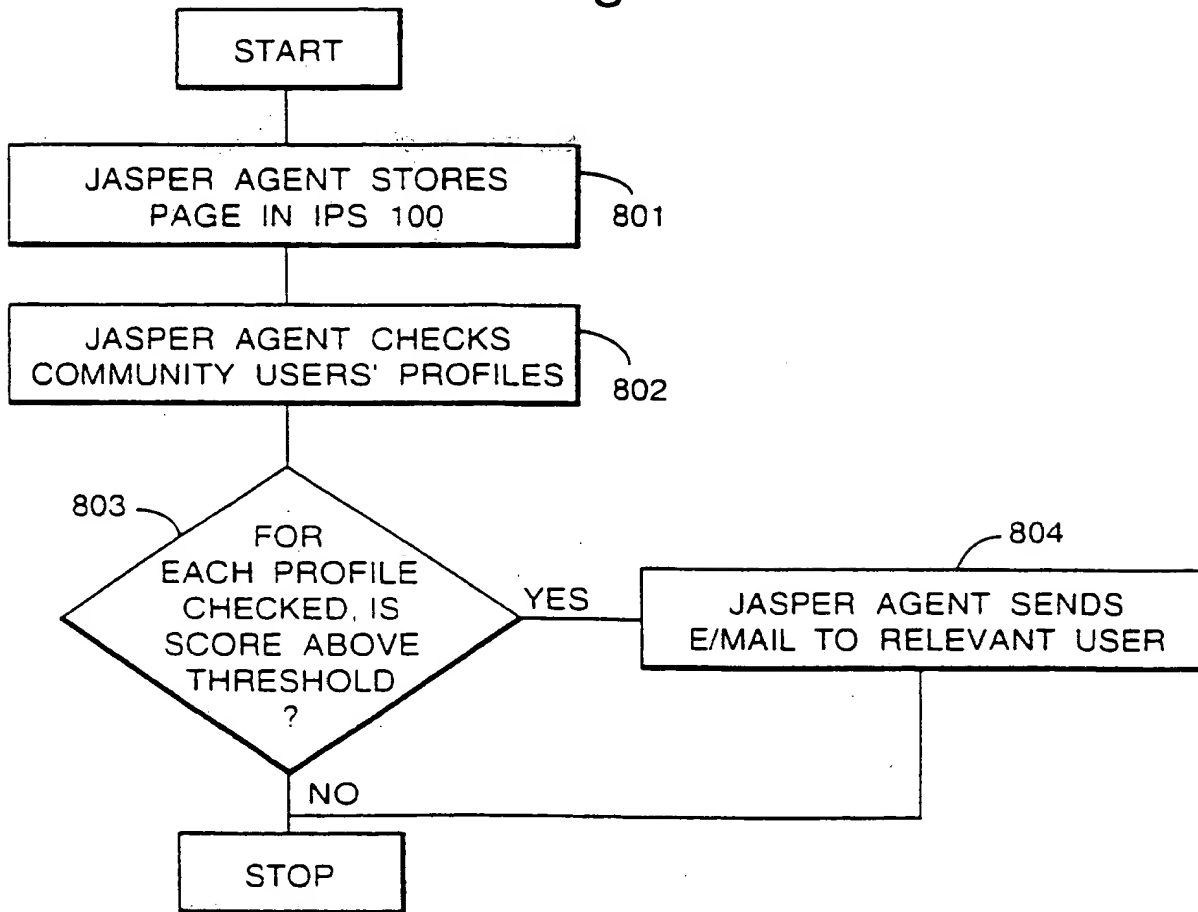 START
JASPER AGENT STORES
PAGE IN IPS 100
801
JASPER AGENT CHECKS
COMMUNITY USERS' PROFILES
802
803
FOR
EACH PROFILE
CHECKED, IS
SCORE ABOVE
THRESHOLD
?
YES
804
JASPER AGENT SENDS
E/MAIL TO RELEVANT USER
NO
STOP